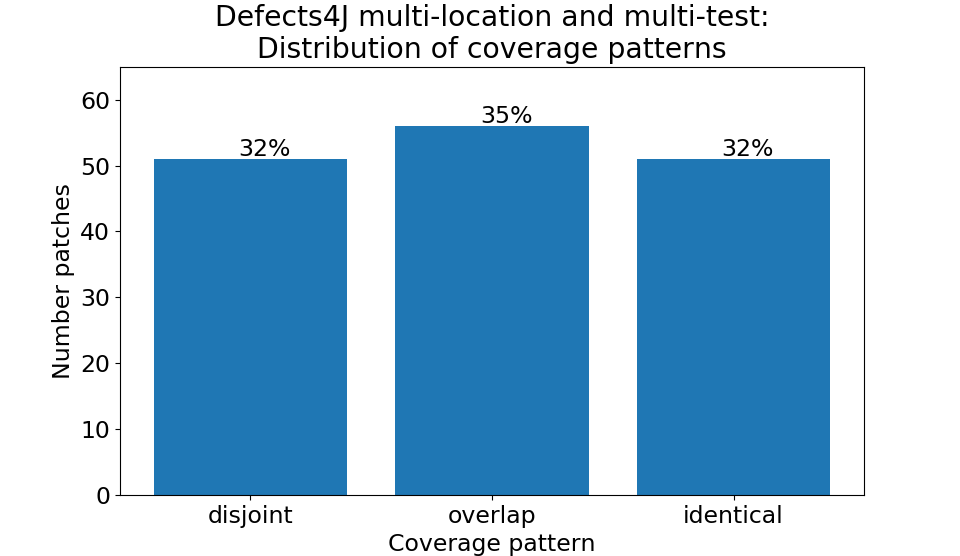 Defects4J multi-location and multi-test:
Distribution of coverage patterns
Number patches
60
50
40
30
20
10
0
32%
35%
32%
disjoint
overlap
identical
Coverage pattern